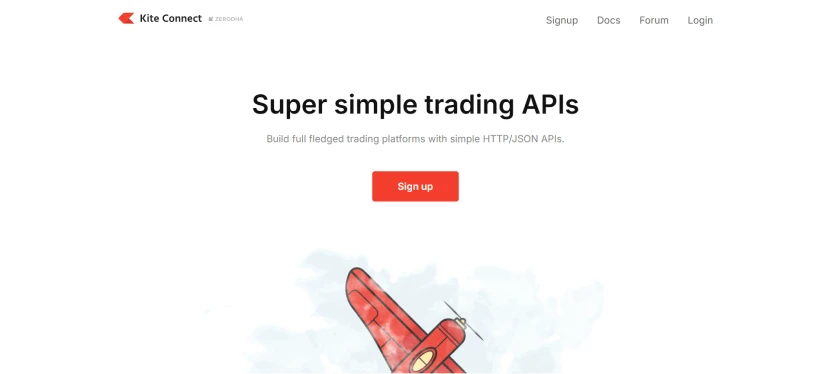 Kite Connect ZERODHA
Signup Docs Forum Login
Super simple trading APIs
Build full fledged trading platforms with simple HTTP/JSON APIs.
Sign up